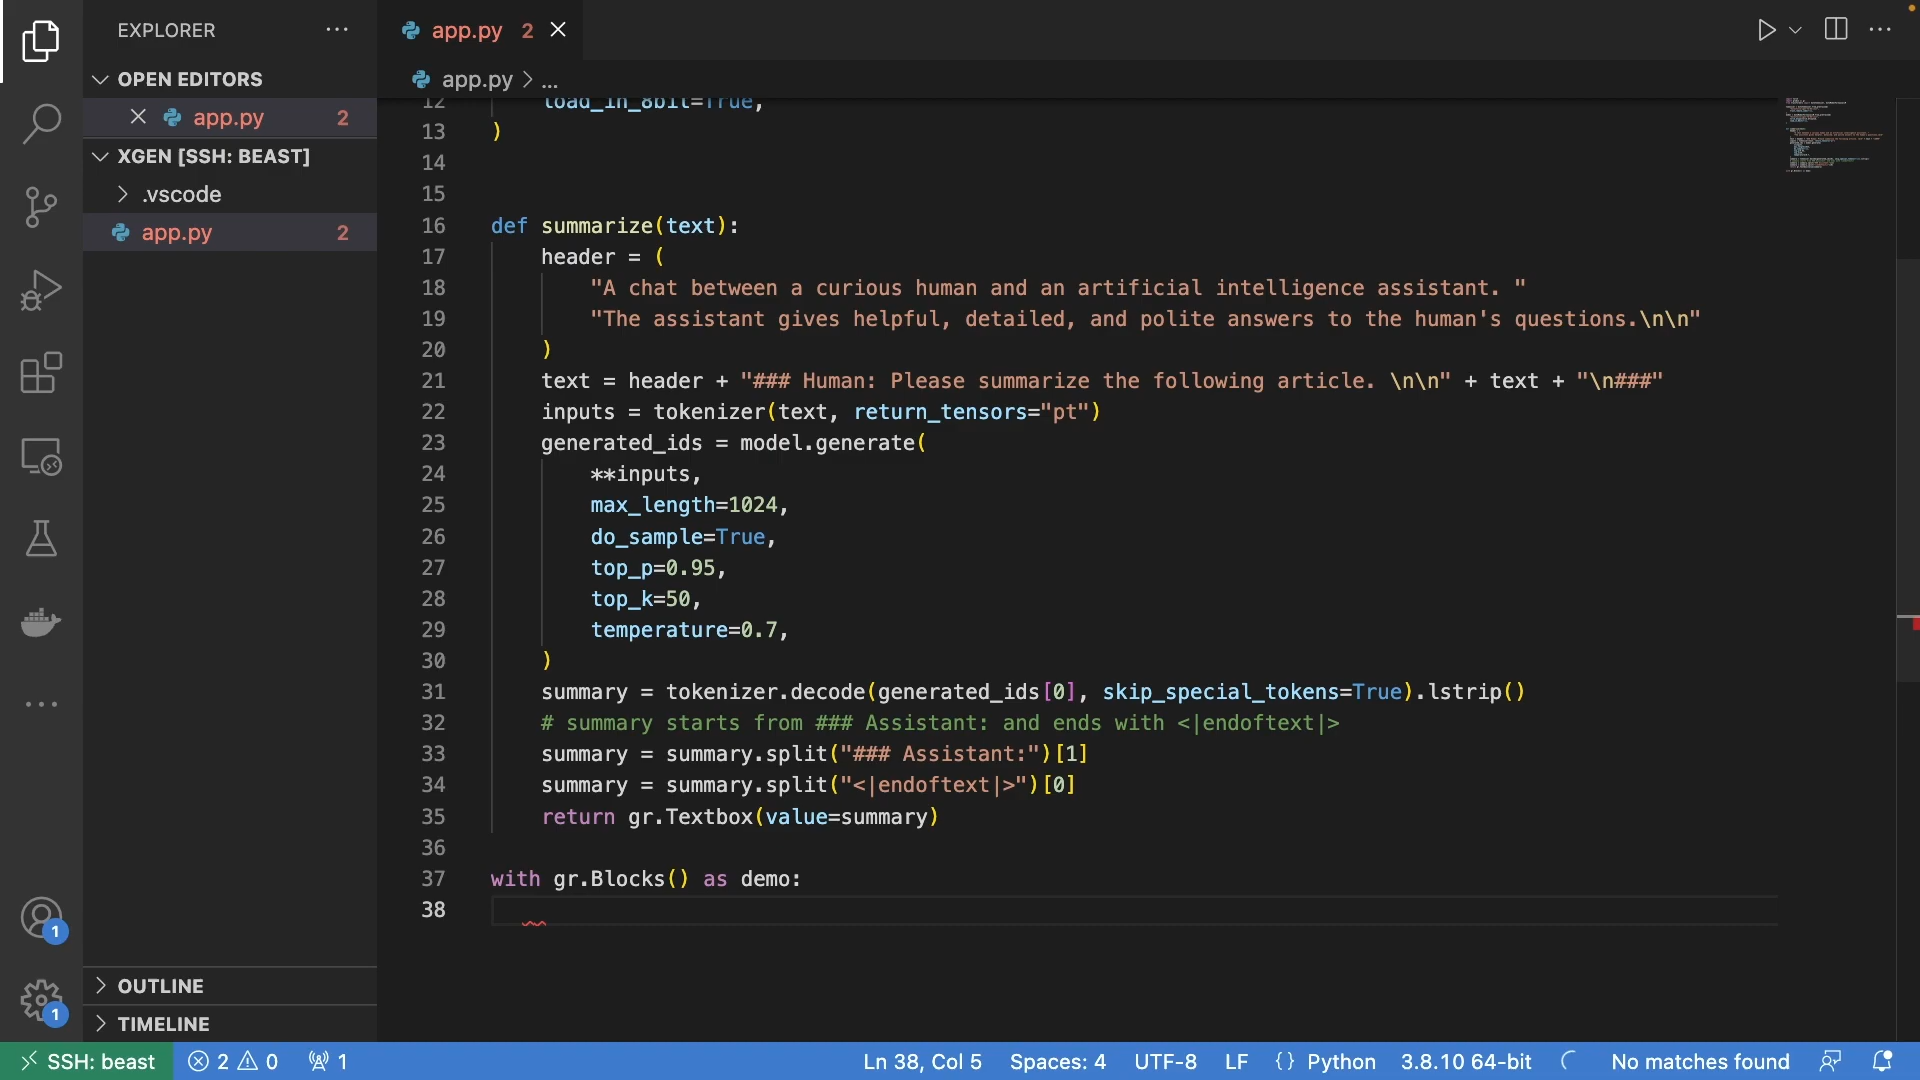 EXPLORER
app.py 2
OPEN EDITORS
app.py > ...
app.py 2
XGEN [SSH: BEAST]
.vscode
app.py 2
12 load_in_8bit=True,
13 )
14
15
16 def summarize(text):
17 header = (
18 "A chat between a curious human and an artificial intelligence assistant. "
19 "The assistant gives helpful, detailed, and polite answers to the human's questions.\n\n"
20 )
21 text = header + "### Human: Please summarize the following article. \n\n" + text + "\n###"
22 inputs = tokenizer(text, return_tensors="pt")
23 generated_ids = model.generate(
24 **inputs,
25 max_length=1024,
26 do_sample=True,
27 top_p=0.95,
28 top_k=50,
29 temperature=0.7,
30 )
31 summary = tokenizer.decode(generated_ids[0], skip_special_tokens=True).lstrip()
32 # summary starts from ### Assistant: and ends with <|endoftext|>
33 summary = summary.split("### Assistant:")[1]
34 summary = summary.split("<|endoftext|>")[0]
35 return gr.Textbox(value=summary)
36
37 with gr.Blocks() as demo:
38
1
OUTLINE
1
TIMELINE
SSH: beast 2 0 1 Ln 38, Col 5 Spaces: 4 UTF-8 LF {} Python 3.8.10 64-bit No matches found